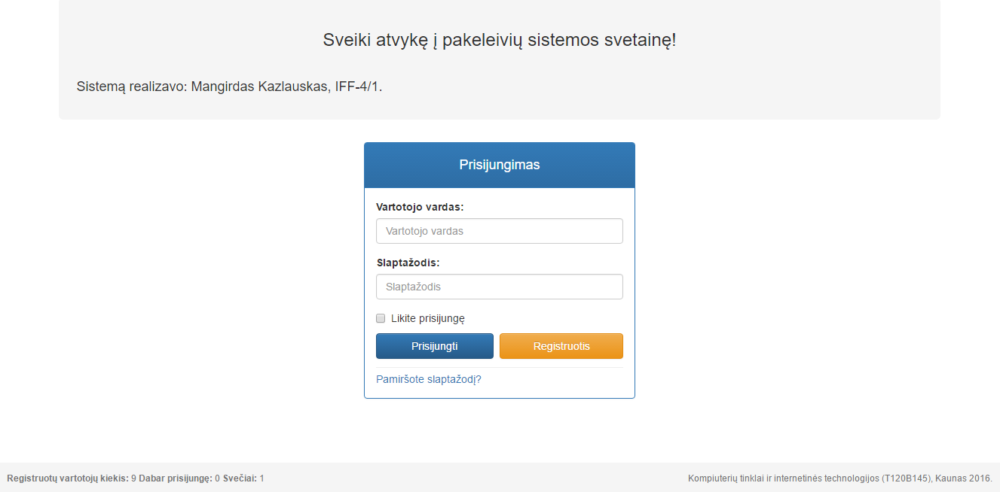 Sveiki atvykę į pakeleivių sistemos svetainę!
Sistemą realizavo: Mangirdas Kazlauskas, IFF-4/1.
Prisijungimas
Vartotojo vardas:
Vartotojo vardas
Slaptažodis:
Slaptažodis
Likite prisijungę
Prisijungti Registruotis
Pamiršote slaptažodį?
Registruotų vartotojų kiekis: 9 Dabar prisijungę: 0 Svečiai: 1 Kompiuterių tinklai ir internetinės technologijos (T120B145), Kaunas 2016.